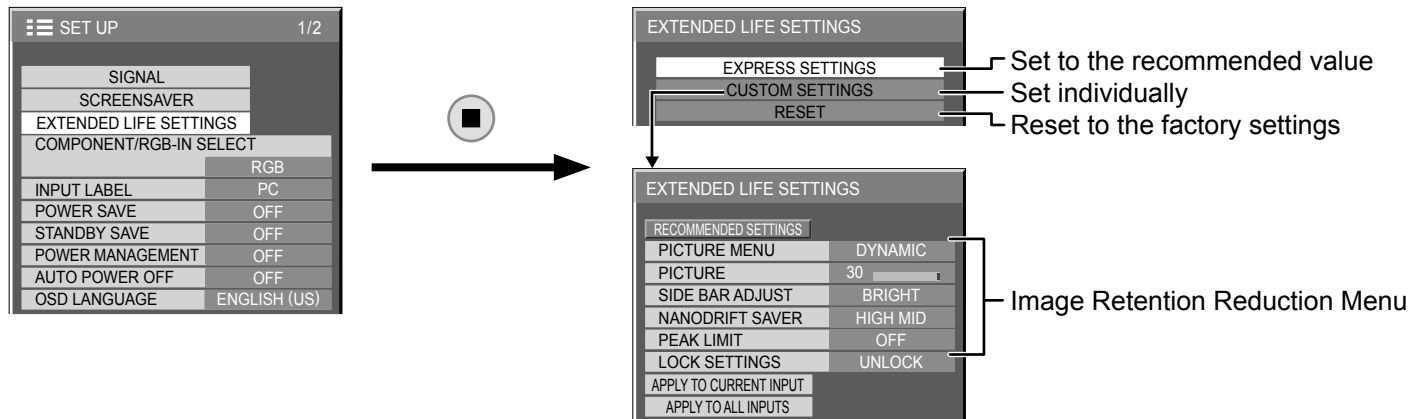 SET UP 1/2
SIGNAL
SCREENSAVER
EXTENDED LIFE SETTINGS
COMPONENT/RGB-IN SELECT
RGB
INPUT LABEL PC
POWER SAVE OFF
STANDBY SAVE OFF
POWER MANAGEMENT OFF
AUTO POWER OFF OFF
OSD LANGUAGE ENGLISH (US)
EXTENDED LIFE SETTINGS
EXPRESS SETTINGS
CUSTOM SETTINGS
RESET
Set to the recommended value
Set individually
Reset to the factory settings
EXTENDED LIFE SETTINGS
RECOMMENDED SETTINGS
PICTURE MENU DYNAMIC
PICTURE 30
SIDE BAR ADJUST BRIGHT
NANODRIFT SAVER HIGH MID
PEAK LIMIT OFF
LOCK SETTINGS UNLOCK
APPLY TO CURRENT INPUT
APPLY TO ALL INPUTS
Image Retention Reduction Menu